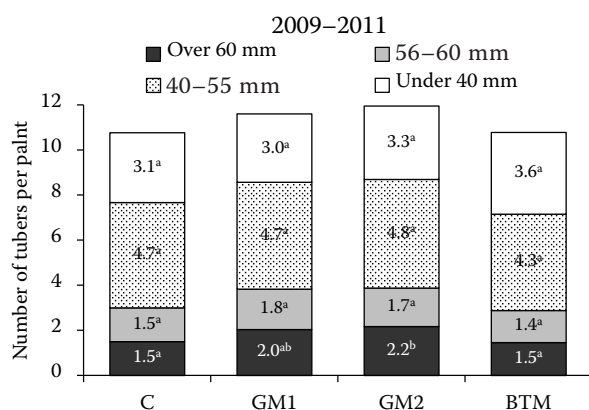 2009–2011
Over 60 mm 56–60 mm
40–55 mm Under 40 mm
Number of tubers per palnt
12
10
8
6
4
2
0
3.1ᵃ 3.0ᵃ 3.3ᵃ 3.6ᵃ
4.7ᵃ 4.7ᵃ 4.8ᵃ 4.3ᵃ
1.5ᵃ 1.8ᵃ 1.7ᵃ 1.4ᵃ
1.5ᵃ 2.0ᵃᵇ 2.2ᵇ 1.5ᵃ
C GM1 GM2 BTM